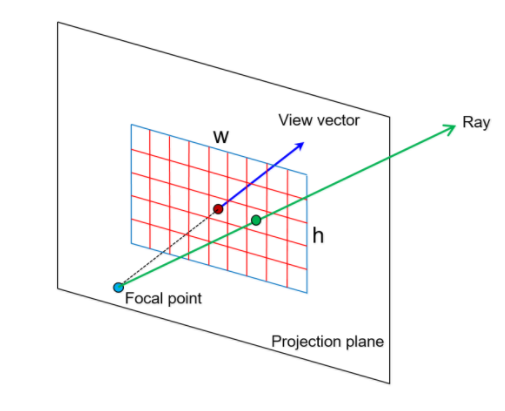 View vector
Ray
w
h
Focal point
Projection plane